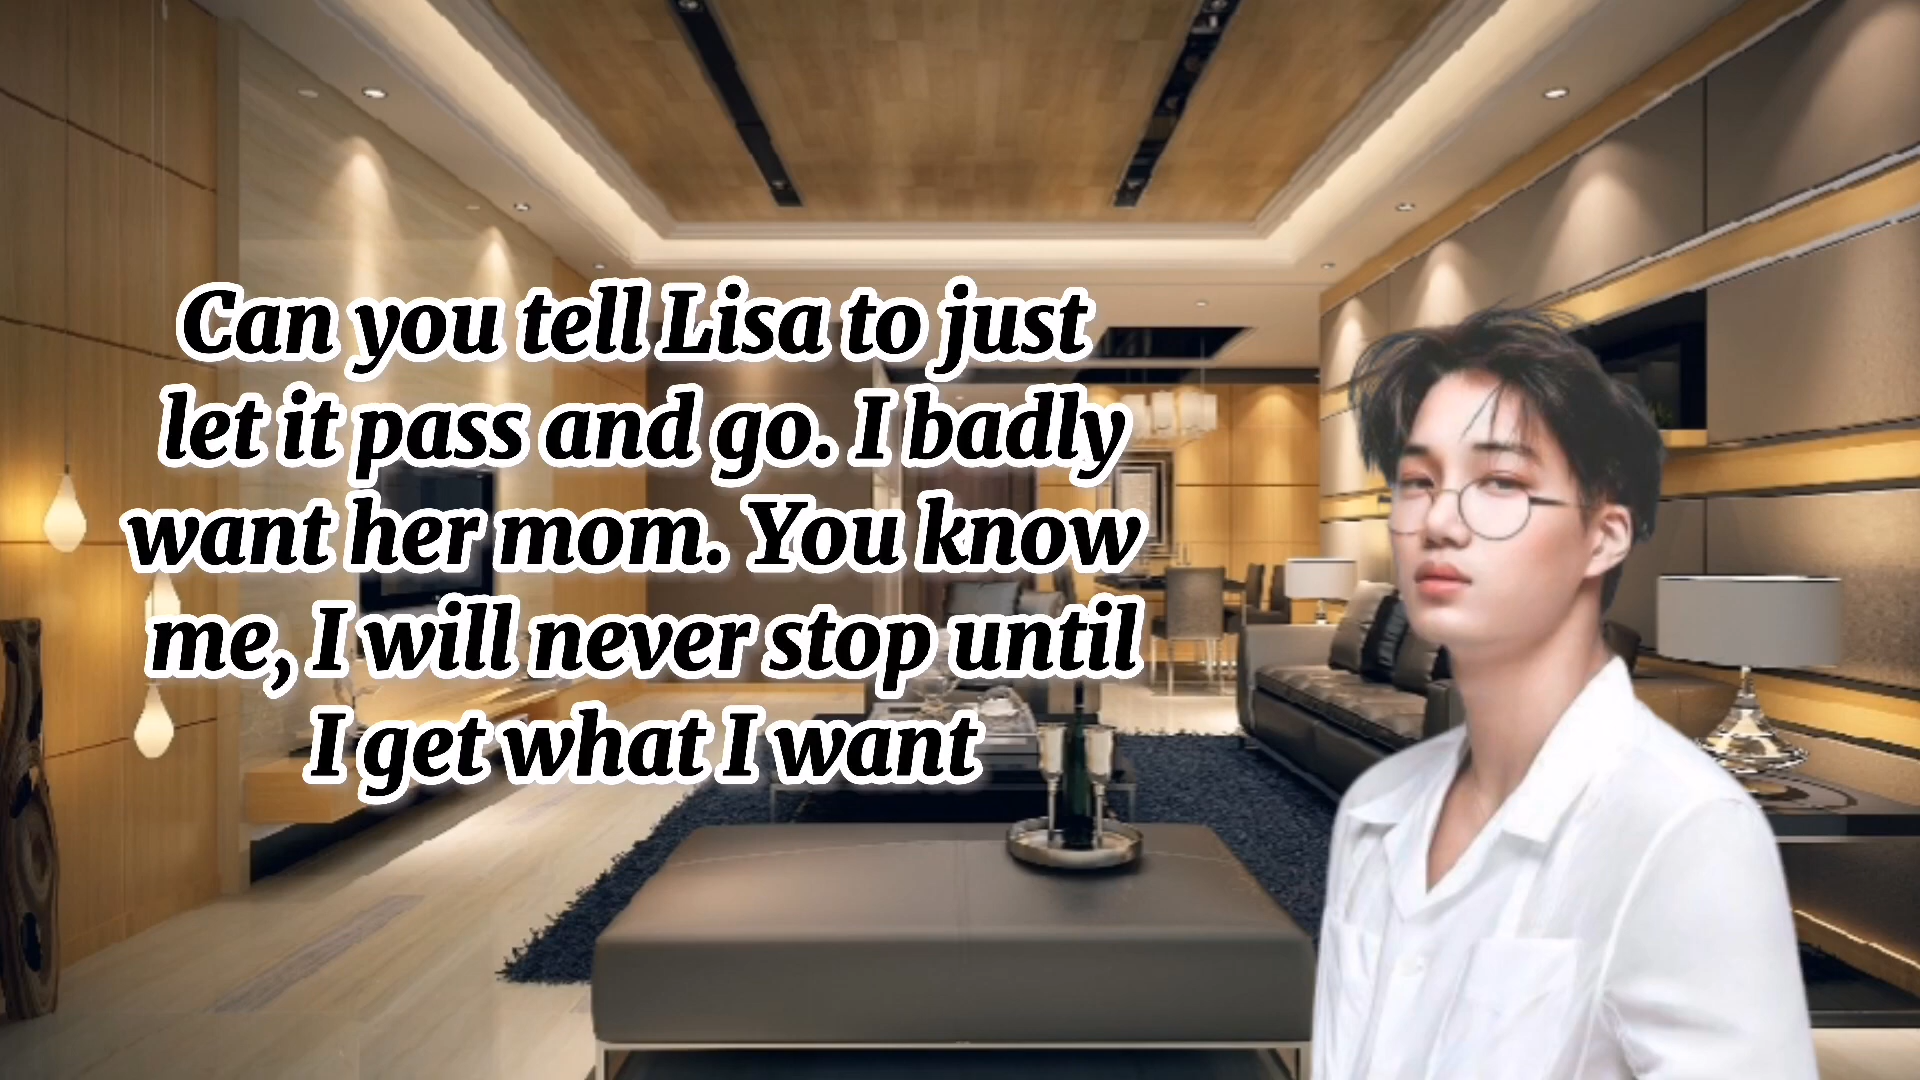 Can you tell Lisa to just
let it pass and go. I badly
want her mom. You know
me, I will never stop until
I get what I want